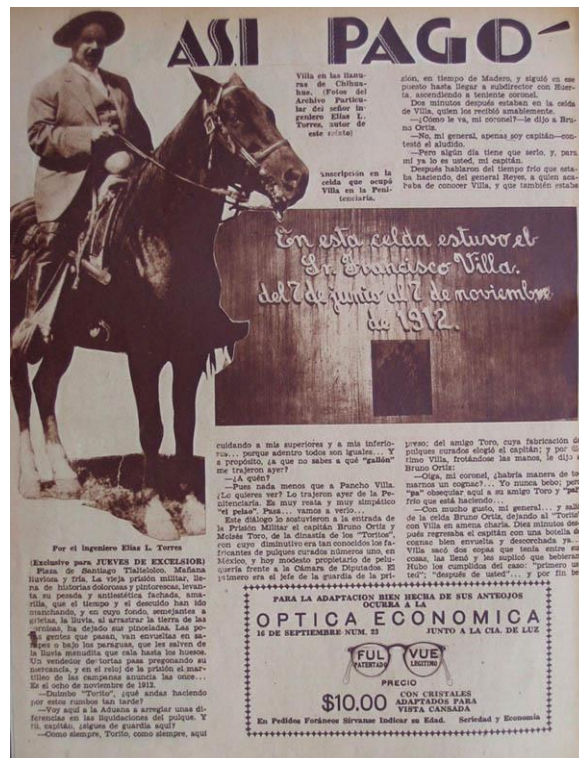 ASI PAGO
Villa en las llanu-
ras de Chihua-
hua. (Fotos del
Archivo Particu-
lar del señor in-
geniero Elías L.
Torres, autor de
este relato)
Inscripción en la
celda que ocupó
Villa en la Peni-
tenciaría.
sión, en tiempo de Madero, y siguió en ese
puesto hasta llegar a subdirector con Huer-
ta, ascendiendo a teniente coronel.
Dos minutos después estaban en la celda
de Villa, quien los recibió amablemente.
—¿Cómo le va, mi coronel?—le dijo a Bru-
no Ortiz.
—No, mi general, apenas soy capitán—con-
testó el aludido.
—Pero algún día tiene que serlo, y, para
mí ya lo es usted, mi capitán.
Después hablaron del tiempo frío que esta-
ba haciendo, del general Reyes, a quien aca-
baba de conocer Villa, y que también estaba
En esta celda estuvo el
Sr. Francisco Villa.
del 7 de junio al 7 de noviembre
de 1912.
Por el Ingeniero Elías L. Torres
(Exclusivo para JUEVES DE EXCELSIOR)
Plaza de Santiago Tlaltelolco. Mañana
lluviosa y fría. La vieja prisión militar, lle-
na de historias dolorosas y pintorescas, levan-
ta su pesada y antiestética fachada, ama-
rilla, que el tiempo y el descuido han ido
manchando, y en cuyo fondo, semejantes a
grietas, la lluvia, al arrastrar la tierra de las
cornisas, ha dejado sus pinceladas. Las po-
cas gentes que pasan, van envueltas en sa-
rapes o bajo los paraguas, que les salven de
la lluvia menudita que cala hasta los huesos.
Un vendedor de tortas pasa pregonando su
mercancía, y en el reloj de la prisión el mar-
tilleo de las campanas anuncia las once...
Es el ocho de noviembre de 1912.
—Quimbo "Torito", ¿qué andas haciendo
por estos rumbos tan tarde?
—Voy aquí a la Aduana a arreglar unas di-
ferencias en las liquidaciones del pulque. Y
tú, capitán, ¿sigues de guardia aquí?
—Como siempre, Torito, como siempre, aquí
cuidando a mis superiores y a mis inferio-
res... porque adentro todos son iguales... Y
a propósito, ¿a que no sabes a qué "gallón"
me trajeron ayer?
—¿A quién?
—Pues nada menos que a Pancho Villa.
¿Lo quieres ver? Lo trajeron ayer de la Pe-
nitenciaría. Es muy reata y muy simpático
"el pelao". Pasa... vamos a verlo...
Este diálogo lo sostuvieron a la entrada de
la Prisión Militar el capitán Bruno Ortiz y
Moisés Toro, de la dinastía de los "Toritos",
con cuyo diminutivo era tan conocidos los fa-
bricantes de pulques curados número uno, en
México, y hoy modesto propietario de pelu-
quería frente a la Cámara de Diputados. El
primero era el jefe de la guardia de la pri-
preso; del amigo Toro, cuya fabricación de
pulques curados elogió el capitán; y por úl-
timo Villa, frotándose las manos, le dijo a
Bruno Ortiz:
—Oiga, mi coronel, ¿habría manera de to-
marnos un cognac?... Yo nunca bebo; pero
"pa" obsequiar aquí a su amigo Toro y "pal"
frío que está haciendo...
—Con mucho gusto, mi general... y salió
de la celda Bruno Ortiz, dejando al "Torito"
con Villa en amena charla. Diez minutos des-
pués regresaba el capitán con una botella de
cognac bien envuelta y descorchada ya...
Villa sacó dos copas que tenía entre sus
cosas, las llenó y les suplicó que bebieran.
Hubo los cumplidos del caso: "primero us-
ted"; "después de usted"... y por fin be-
PARA LA ADAPTACION BIEN HECHA DE SUS ANTEOJOS
OCURRA A LA
OPTICA ECONOMICA
16 DE SEPTIEMBRE NUM. 23 JUNTO A LA CIA. DE LUZ
FUL VUE
PATENTADO LEGITIMO
PRECIO
$10.00 CON CRISTALES
ADAPTADOS PARA
VISTA CANSADA
En Pedidos Foráneos Sírvanse Indicar su Edad. Seriedad y Economía